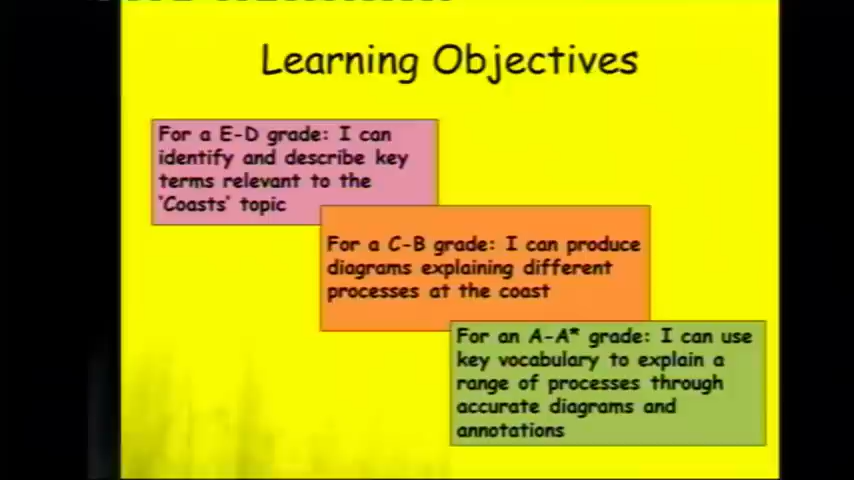 Learning Objectives
For a E-D grade: I can
identify and describe key
terms relevant to the
'Coasts' topic
For a C-B grade: I can produce
diagrams explaining different
processes at the coast
For an A-A* grade: I can use
key vocabulary to explain a
range of processes through
accurate diagrams and
annotations